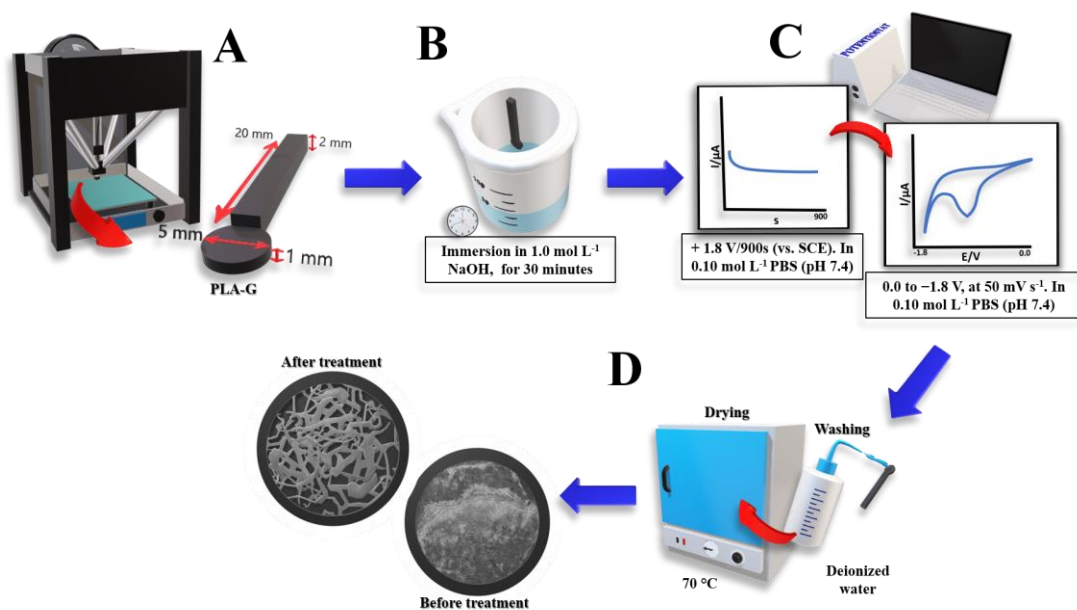 A
20 mm
2 mm
5 mm
1 mm
PLA-G
B
Immersion in 1.0 mol L⁻¹
NaOH, for 30 minutes
C
POTENTIOSTAT
I/µA
s
900
+ 1.8 V/900s (vs. SCE). In
0.10 mol L⁻¹ PBS (pH 7.4)
I/µA
-1.8
E/V
0.0
0.0 to −1.8 V, at 50 mV s⁻¹. In
0.10 mol L⁻¹ PBS (pH 7.4)
D
After treatment
Before treatment
Drying
Washing
70 °C
Deionized
water